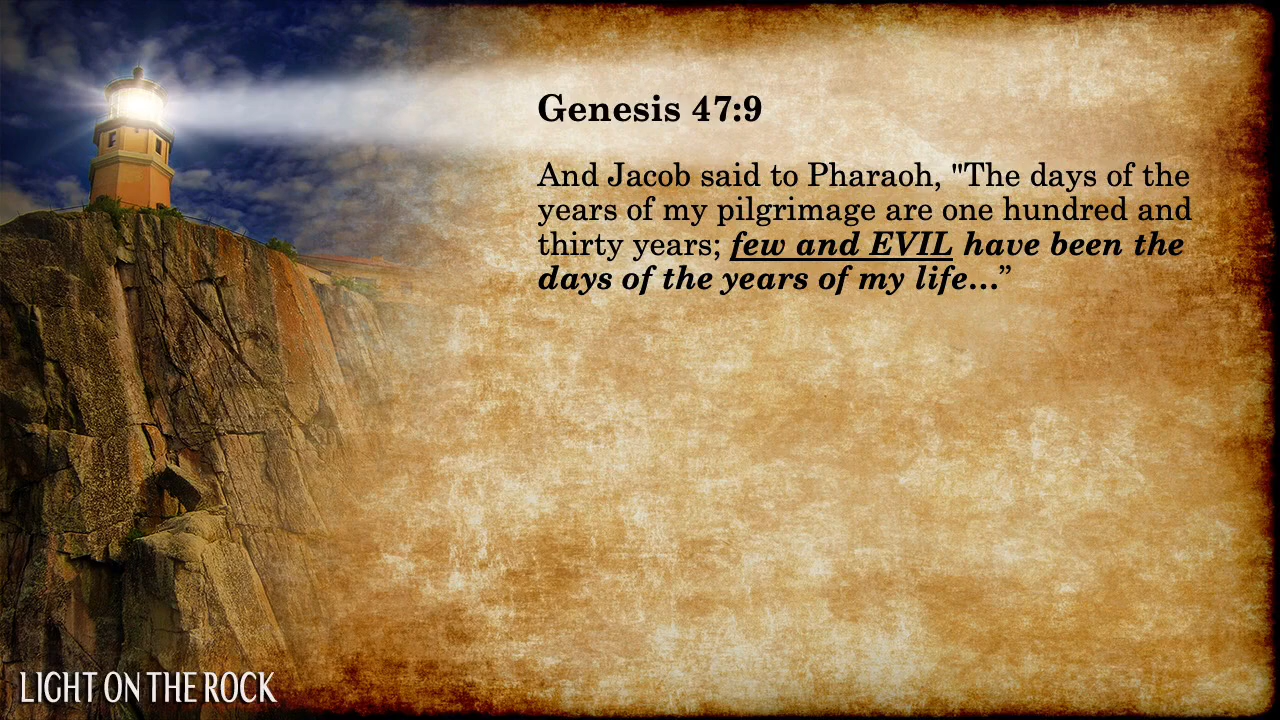 Genesis 47:9
And Jacob said to Pharaoh, "The days of the
years of my pilgrimage are one hundred and
thirty years; few and EVIL have been the
days of the years of my life...”
LIGHT ON THE ROCK